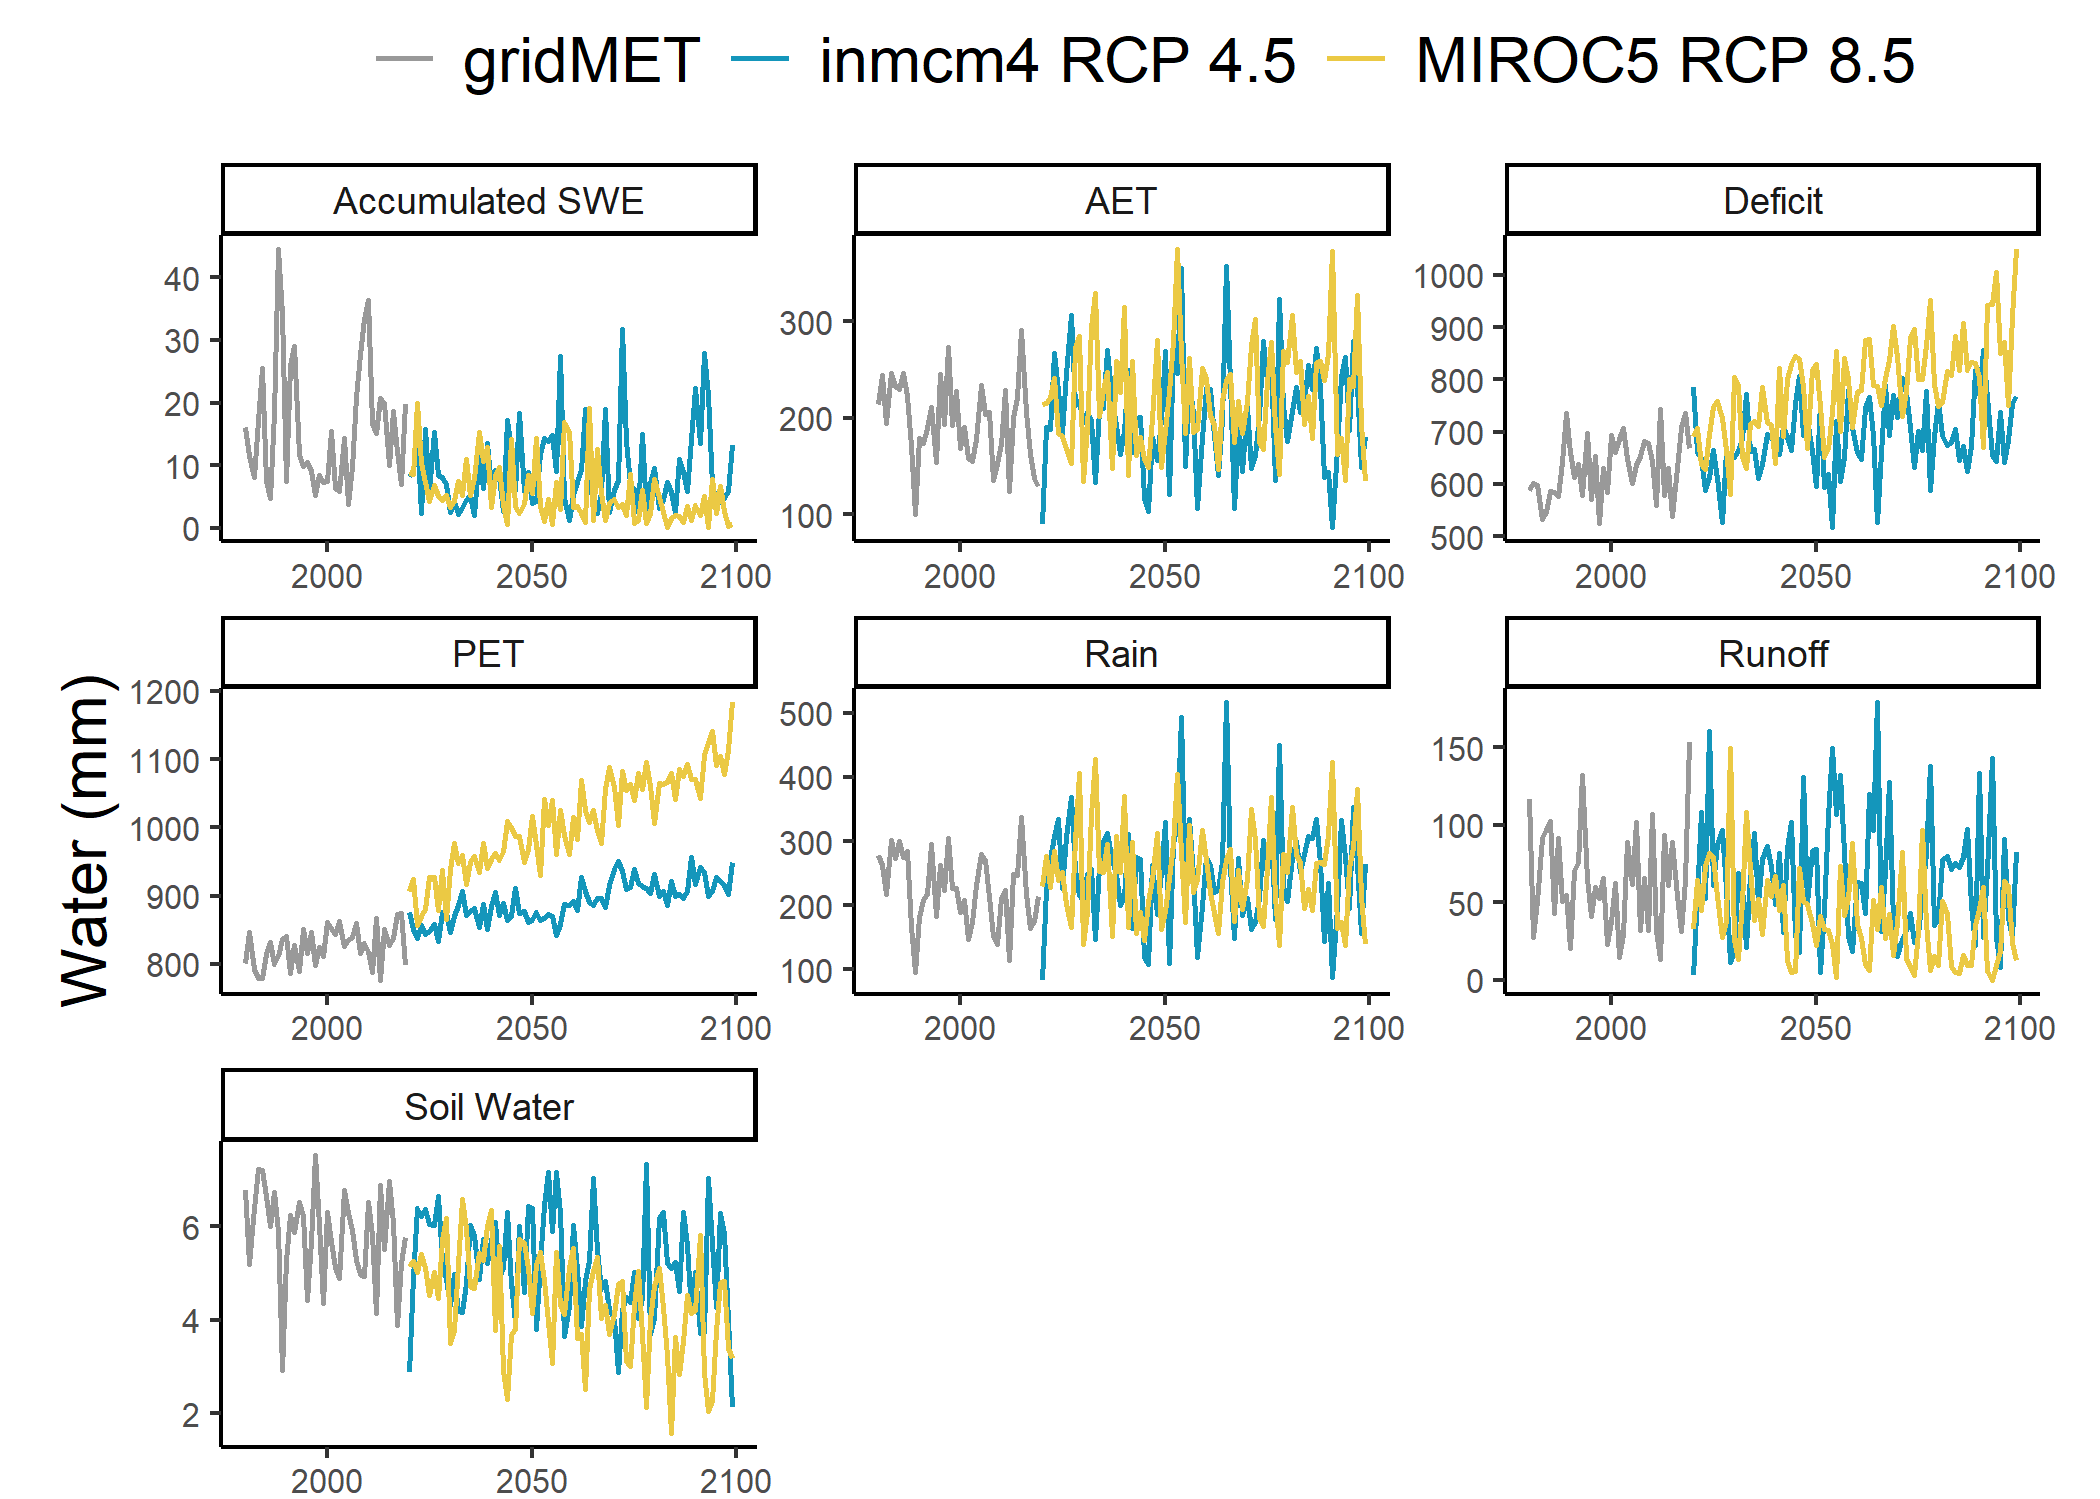 gridMET inmcm4 RCP 4.5 MIROC5 RCP 8.5
Accumulated SWE
40
30
20
10
0
2000 2050 2100
AET
300
200
100
2000 2050 2100
Deficit
1000
900
800
700
600
500
2000 2050 2100
Water (mm)
PET
1200
1100
1000
900
800
2000 2050 2100
Rain
500
400
300
200
100
2000 2050 2100
Runoff
150
100
50
0
2000 2050 2100
Soil Water
6
4
2
2000 2050 2100